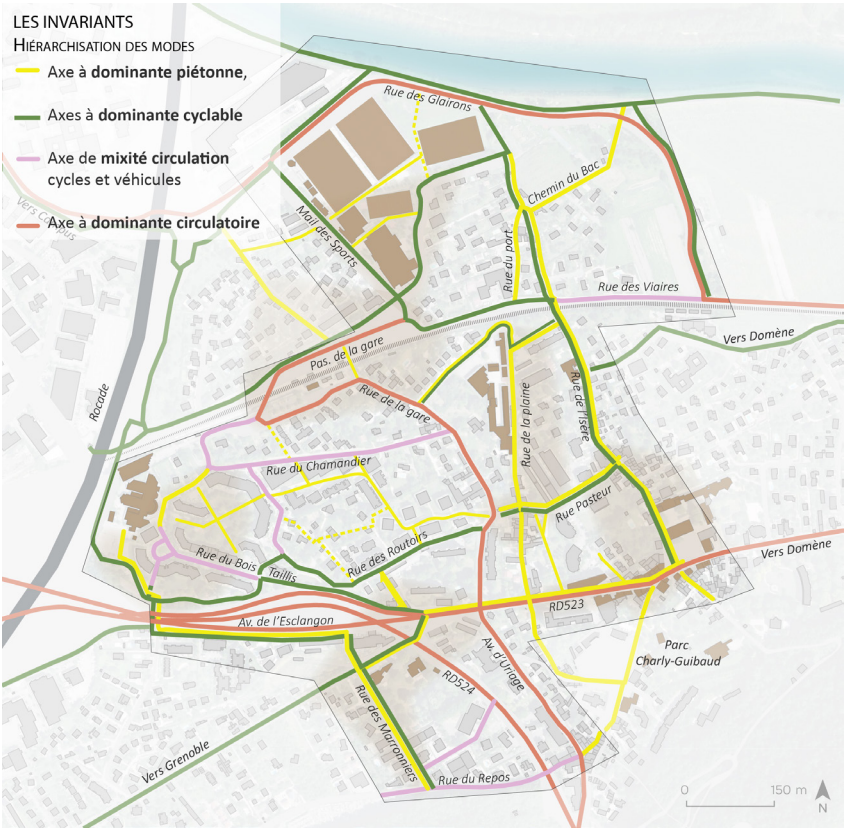 LES INVARIANTS
HIÉRARCHISATION DES MODES
Axe à dominante piétonne,
Axes à dominante cyclable
Axe de mixité circulation
cycles et véhicules
Axe à dominante circulatoire
Rue des Glairons
Chemin du Bac
Mail des Sports
Rue du port
Rue des Viaires
Vers Domène
Pas. de la gare
Rue de la gare
Rocade
Rue de la plaine
Rue de l'Isère
Rue du Chamandier
Rue Pasteur
Rue des Routoirs
Rue du Bois Taillis
Vers Domène
RD523
Av. de l'Esclangon
Av. d'Uriage
Parc
Charly-Guibaud
RD524
Rue des Marronniers
Vers Grenoble
Rue du Repos
0 150 m
N